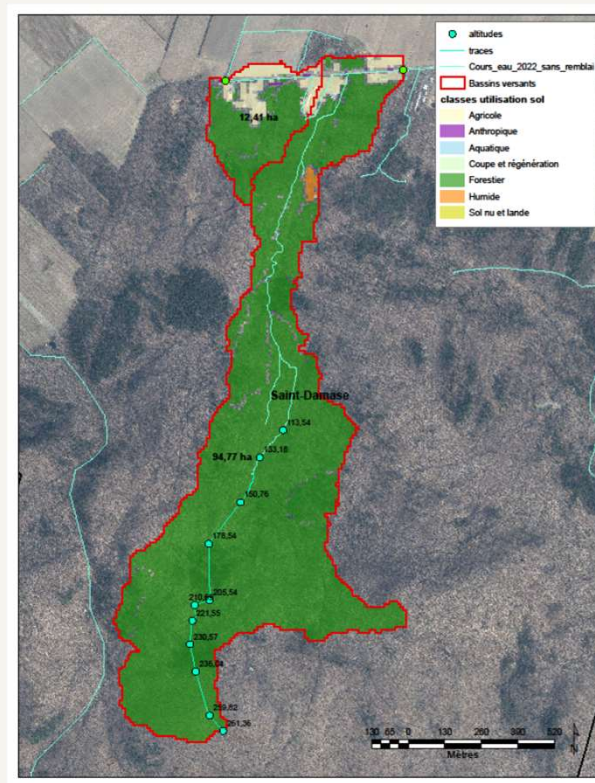 altitudes
traces
Cours_eau_2022_sans_remblai
Bassins versants
classes utilisation sol
Agricole
Anthropique
Aquatique
Coupe et régénération
Forestier
Humide
Sol nu et lande
12,41 ha
Saint-Damase
113,54
94,77 ha
133,18
150,76
178,54
205,54
221,55
230,57
251,36
130 65 0 130 260 390 520
Mètres